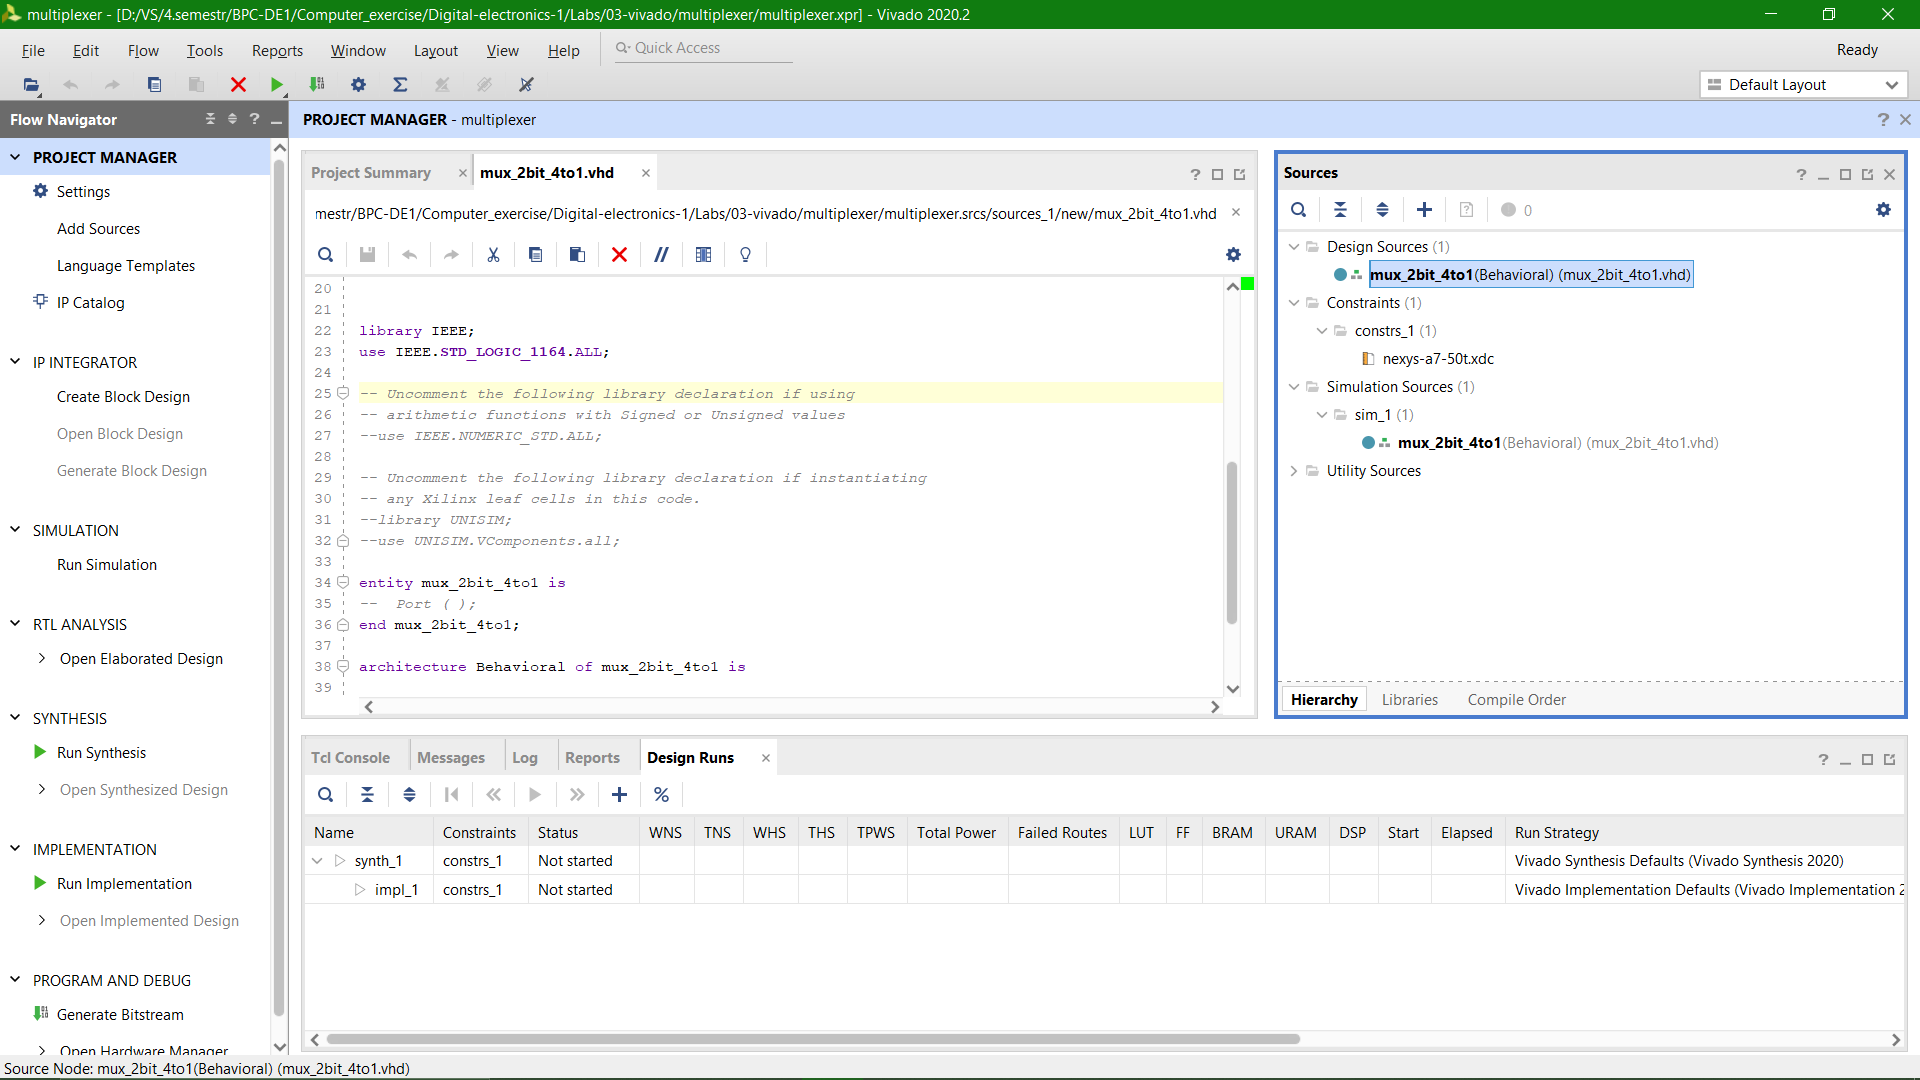 multiplexer - [D:/VS/4.semestr/BPC-DE1/Computer_exercise/Digital-electronics-1/Labs/03-vivado/multiplexer/multiplexer.xpr] - Vivado 2020.2
File Edit Flow Tools Reports Window Layout View Help Quick Access Ready
Default Layout
Flow Navigator
PROJECT MANAGER - multiplexer
PROJECT MANAGER
Settings
Add Sources
Language Templates
IP Catalog
IP INTEGRATOR
Create Block Design
Open Block Design
Generate Block Design
SIMULATION
Run Simulation
RTL ANALYSIS
Open Elaborated Design
SYNTHESIS
Run Synthesis
Open Synthesized Design
IMPLEMENTATION
Run Implementation
Open Implemented Design
PROGRAM AND DEBUG
Generate Bitstream
Open Hardware Manager
Project Summary mux_2bit_4to1.vhd
mestr/BPC-DE1/Computer_exercise/Digital-electronics-1/Labs/03-vivado/multiplexer/multiplexer.srcs/sources_1/new/mux_2bit_4to1.vhd
20
21
22 library IEEE;
23 use IEEE.STD_LOGIC_1164.ALL;
24
25 -- Uncomment the following library declaration if using
26 -- arithmetic functions with Signed or Unsigned values
27 --use IEEE.NUMERIC_STD.ALL;
28
29 -- Uncomment the following library declaration if instantiating
30 -- any Xilinx leaf cells in this code.
31 --library UNISIM;
32 --use UNISIM.VComponents.all;
33
34 entity mux_2bit_4to1 is
35 -- Port ( );
36 end mux_2bit_4to1;
37
38 architecture Behavioral of mux_2bit_4to1 is
39
Sources
0
Design Sources (1)
mux_2bit_4to1(Behavioral) (mux_2bit_4to1.vhd)
Constraints (1)
constrs_1 (1)
nexys-a7-50t.xdc
Simulation Sources (1)
sim_1 (1)
mux_2bit_4to1(Behavioral) (mux_2bit_4to1.vhd)
Utility Sources
Hierarchy Libraries Compile Order
Tcl Console Messages Log Reports Design Runs
Name Constraints Status WNS TNS WHS THS TPWS Total Power Failed Routes LUT FF BRAM URAM DSP Start Elapsed Run Strategy
synth_1 constrs_1 Not started Vivado Synthesis Defaults (Vivado Synthesis 2020)
impl_1 constrs_1 Not started Vivado Implementation Defaults (Vivado Implementation 2
Source Node: mux_2bit_4to1(Behavioral) (mux_2bit_4to1.vhd)